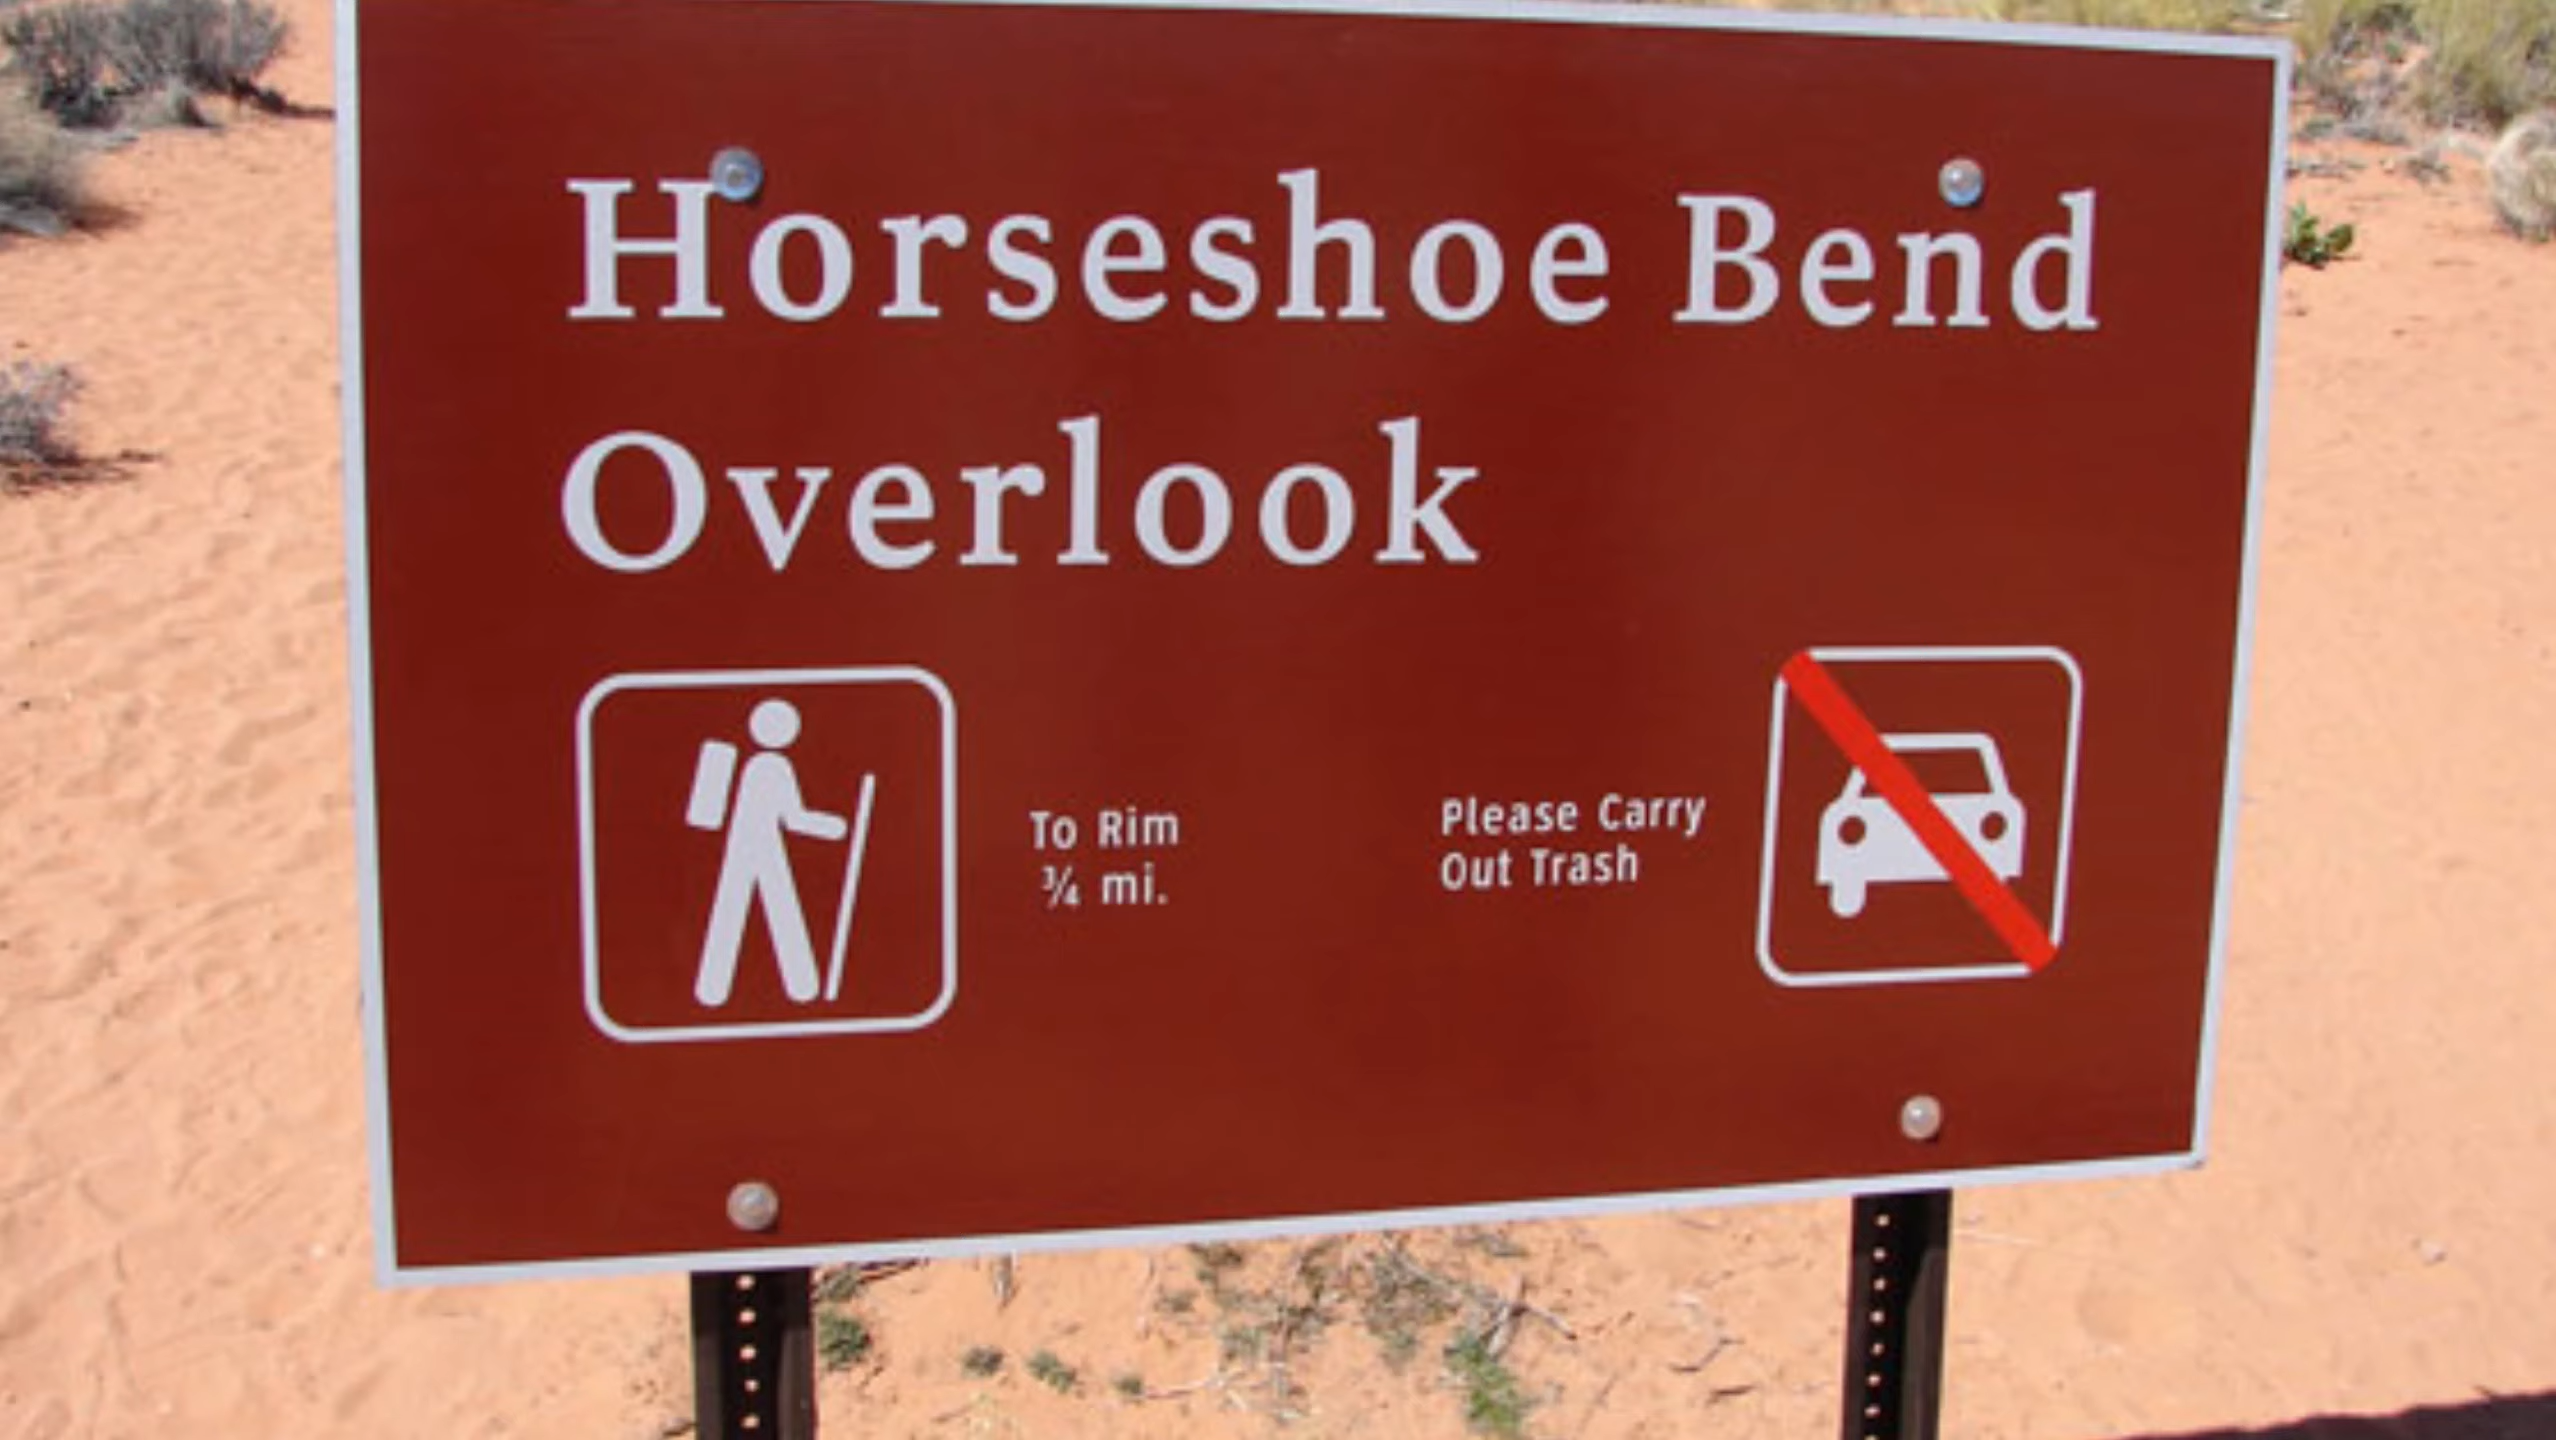 Horseshoe Bend
Overlook
To Rim
¾ mi.
Please Carry
Out Trash